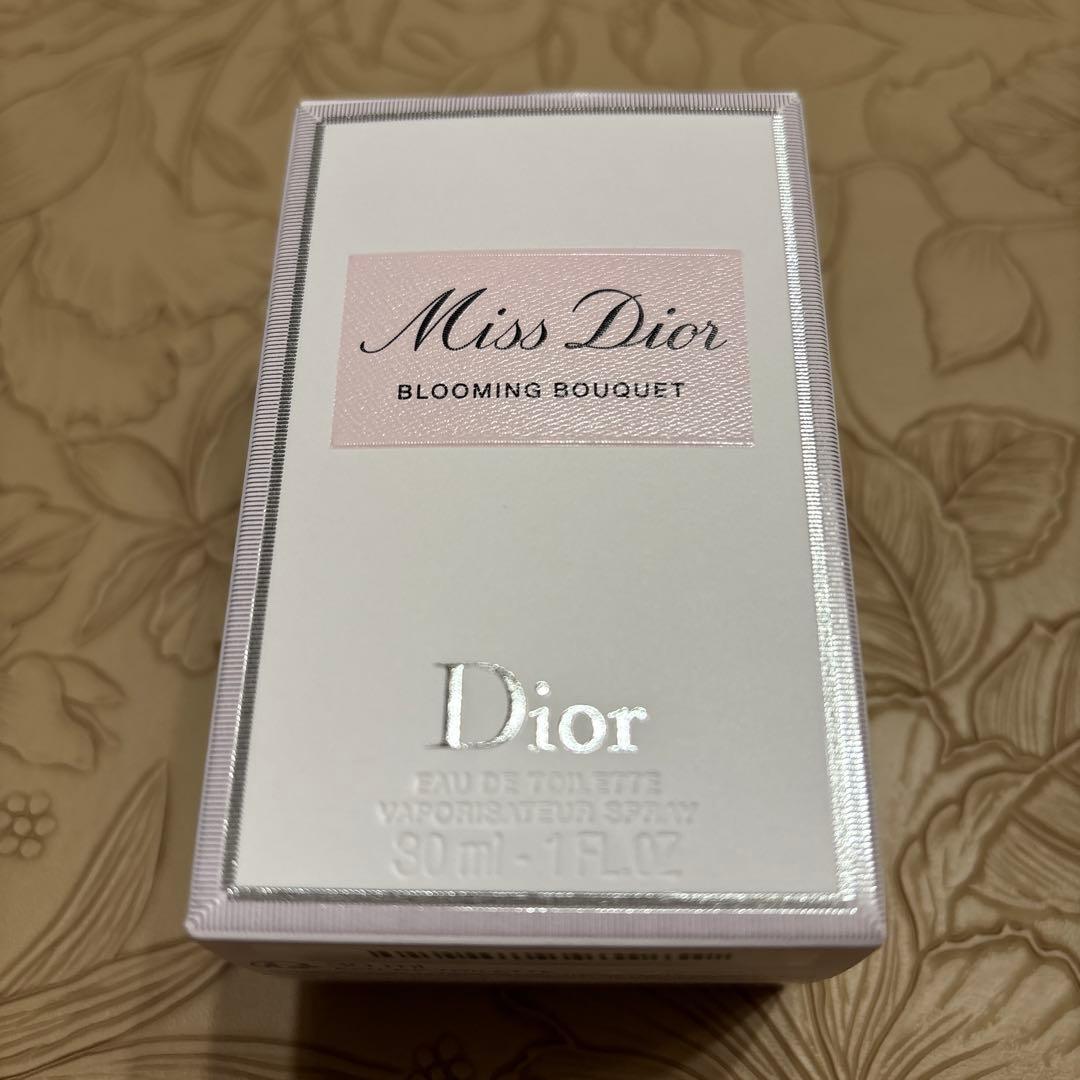 Miss Dior
BLOOMING BOUQUET
Dior
EAU DE TOILETTE
VAPORISATEUR SPRAY
30 ml - 1 FL.OZ